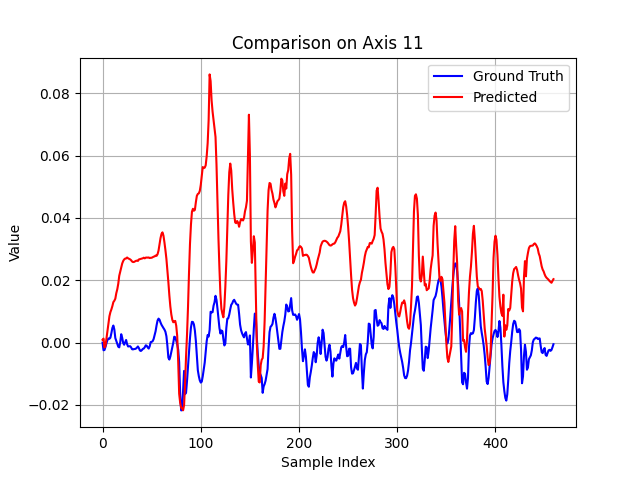 Comparison on Axis 11
Ground Truth
Predicted
Value
0.08
0.06
0.04
0.02
0.00
−0.02
0
100
200
300
400
Sample Index